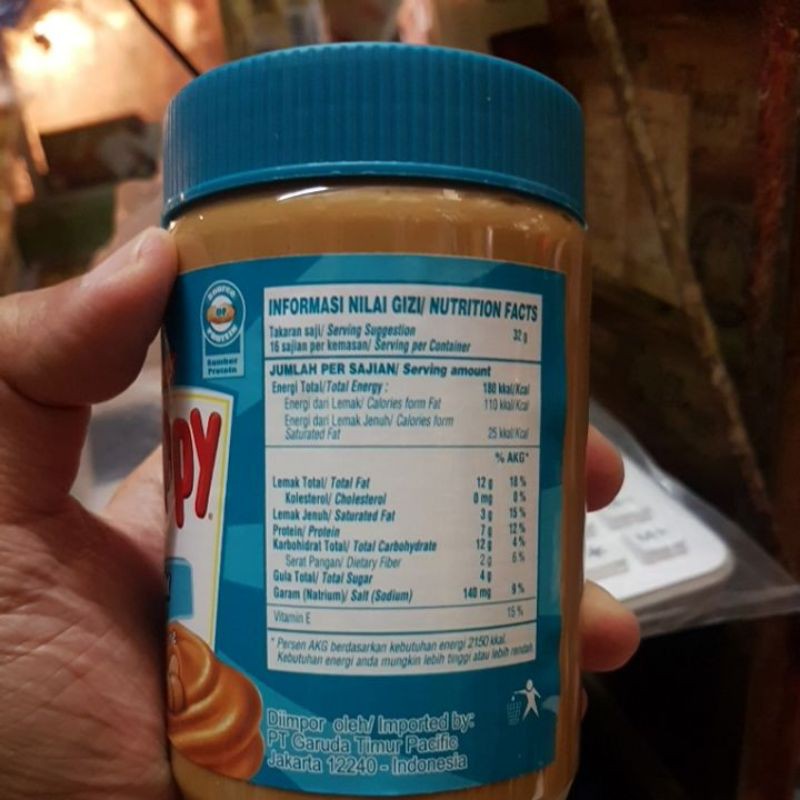 Source
OF
PROTEIN
Sumber
Protein
PY
INFORMASI NILAI GIZI/ NUTRITION FACTS
Takaran saji/ Serving Suggestion 32 g
16 sajian per kemasan/ Serving per Container
JUMLAH PER SAJIAN/ Serving amount
Energi Total/Total Energy : 180 kkal/Kcal
Energi dari Lemak/ Calories form Fat 110 kkal/Kcal
Energi dari Lemak Jenuh/ Calories form
Saturated Fat 25 kkal/Kcal
% AKG*
Lemak Total/ Total Fat 12 g 18 %
Kolesterol/ Cholesterol 0 mg 0 %
Lemak Jenuh/ Saturated Fat 3 g 15 %
Protein/ Protein 7 g 12 %
Karbohidrat Total/ Total Carbohydrate 12 g 4 %
Serat Pangan/ Dietary Fiber 2 g 6 %
Gula Total/ Total Sugar 4 g
Garam (Natrium)/ Salt (Sodium) 140 mg 9 %
Vitamin E 15 %
* Persen AKG berdasarkan kebutuhan energi 2150 kkal.
Kebutuhan energi anda mungkin lebih tinggi atau lebih rendah
Diimpor oleh/ Imported by:
PT Garuda Timur Pacific
Jakarta 12240 - Indonesia